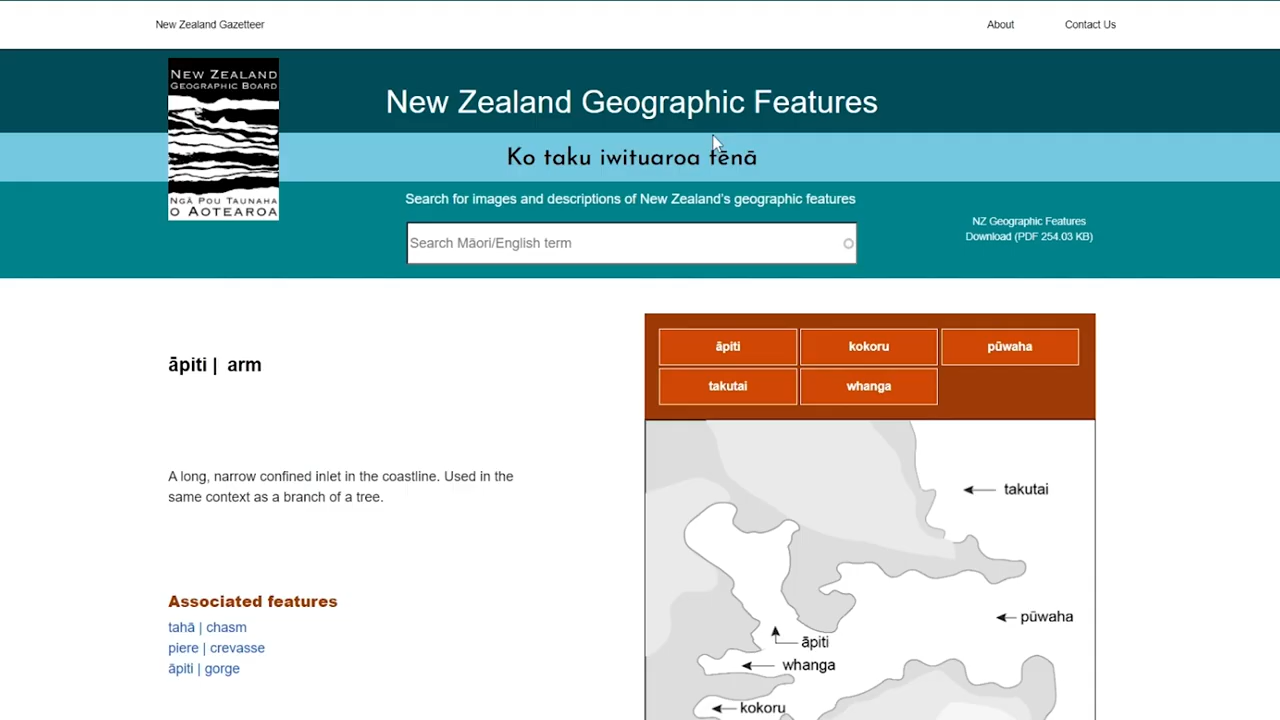 New Zealand Gazetteer
About
Contact Us
NEW ZEALAND
GEOGRAPHIC BOARD
NGĀ POU TAUNAHA
O AOTEAROA
New Zealand Geographic Features
Ko taku iwituaroa tēnā
Search for images and descriptions of New Zealand's geographic features
Search Māori/English term
NZ Geographic Features
Download (PDF 254.03 KB)
āpiti | arm
A long, narrow confined inlet in the coastline. Used in the
same context as a branch of a tree.
Associated features
tahā | chasm
piere | crevasse
āpiti | gorge
āpiti
kokoru
pūwaha
takutai
whanga
takutai
pūwaha
āpiti
whanga
kokoru